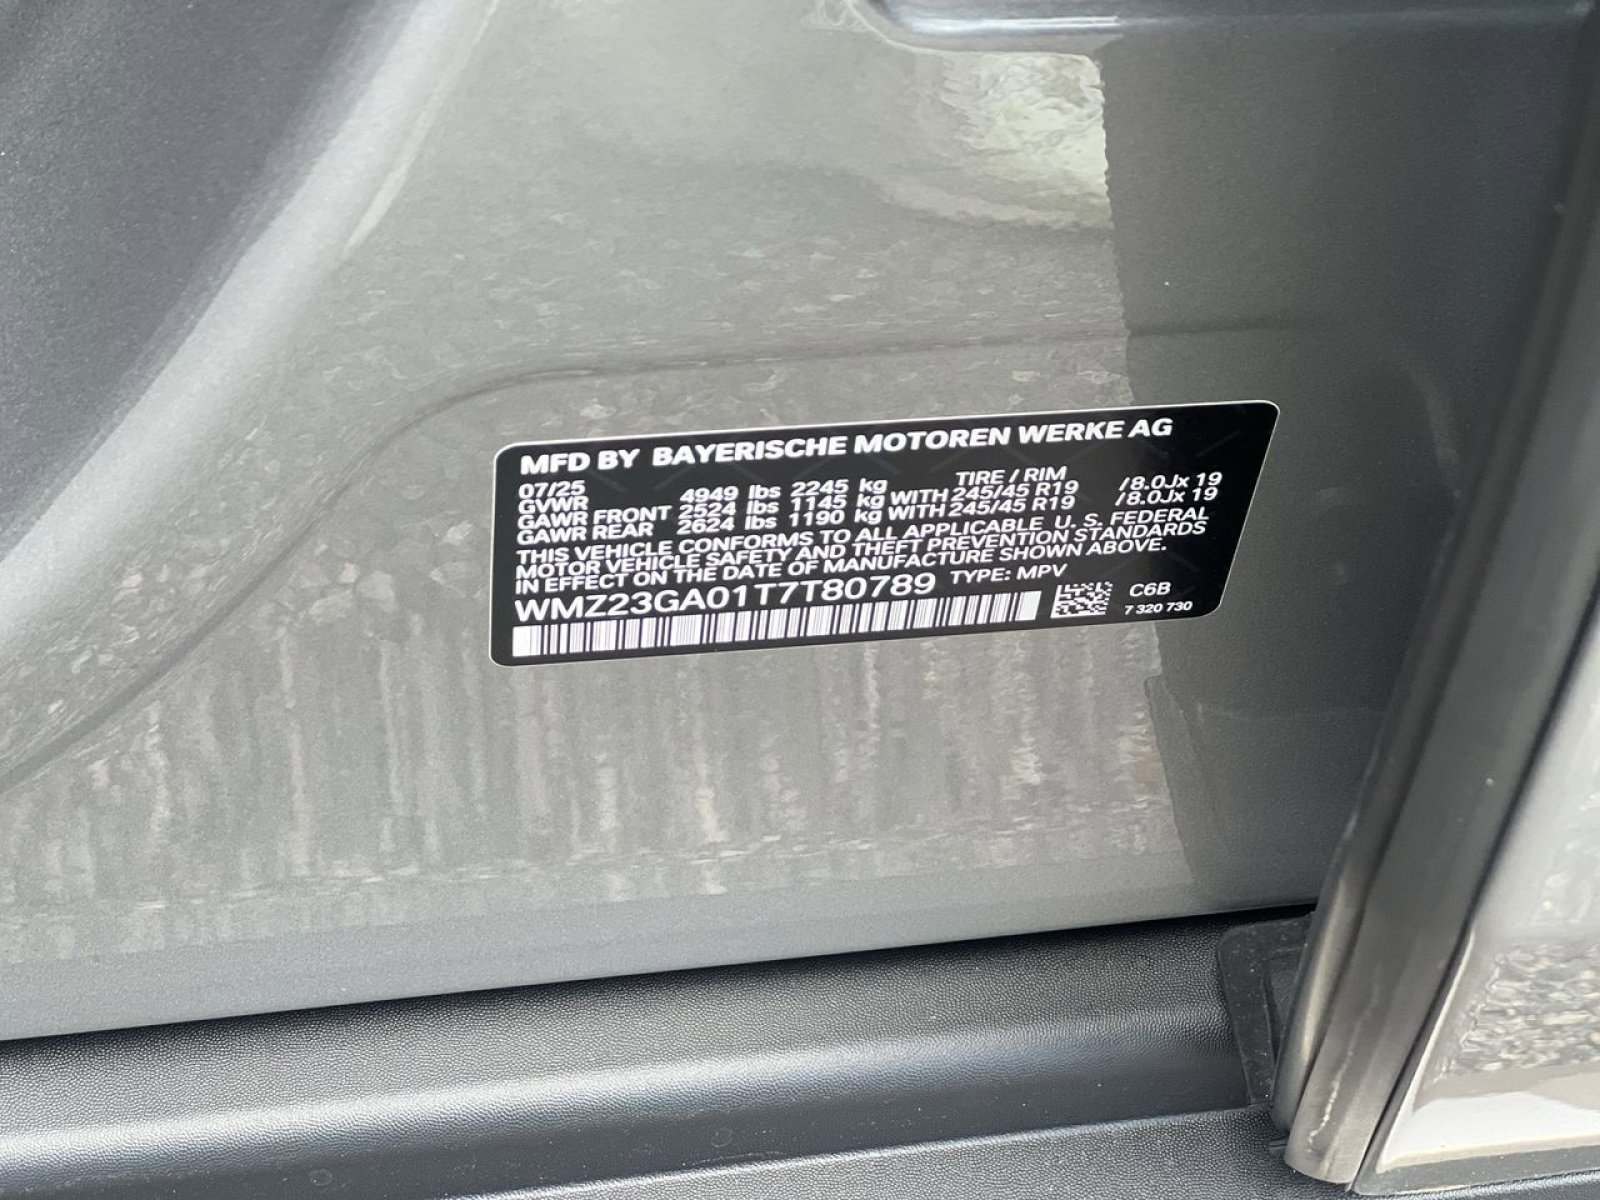 MFD BY BAYERISCHE MOTOREN WERKE AG
07/25 TIRE / RIM
GVWR 4949 lbs 2245 kg
GAWR FRONT 2524 lbs 1145 kg WITH 245/45 R19 /8.0Jx 19
GAWR REAR 2624 lbs 1190 kg WITH 245/45 R19 /8.0Jx 19
THIS VEHICLE CONFORMS TO ALL APPLICABLE U. S. FEDERAL
MOTOR VEHICLE SAFETY AND THEFT PREVENTION STANDARDS
IN EFFECT ON THE DATE OF MANUFACTURE SHOWN ABOVE.
WMZ23GA01T7T80789 TYPE: MPV
C6B
7 320 730